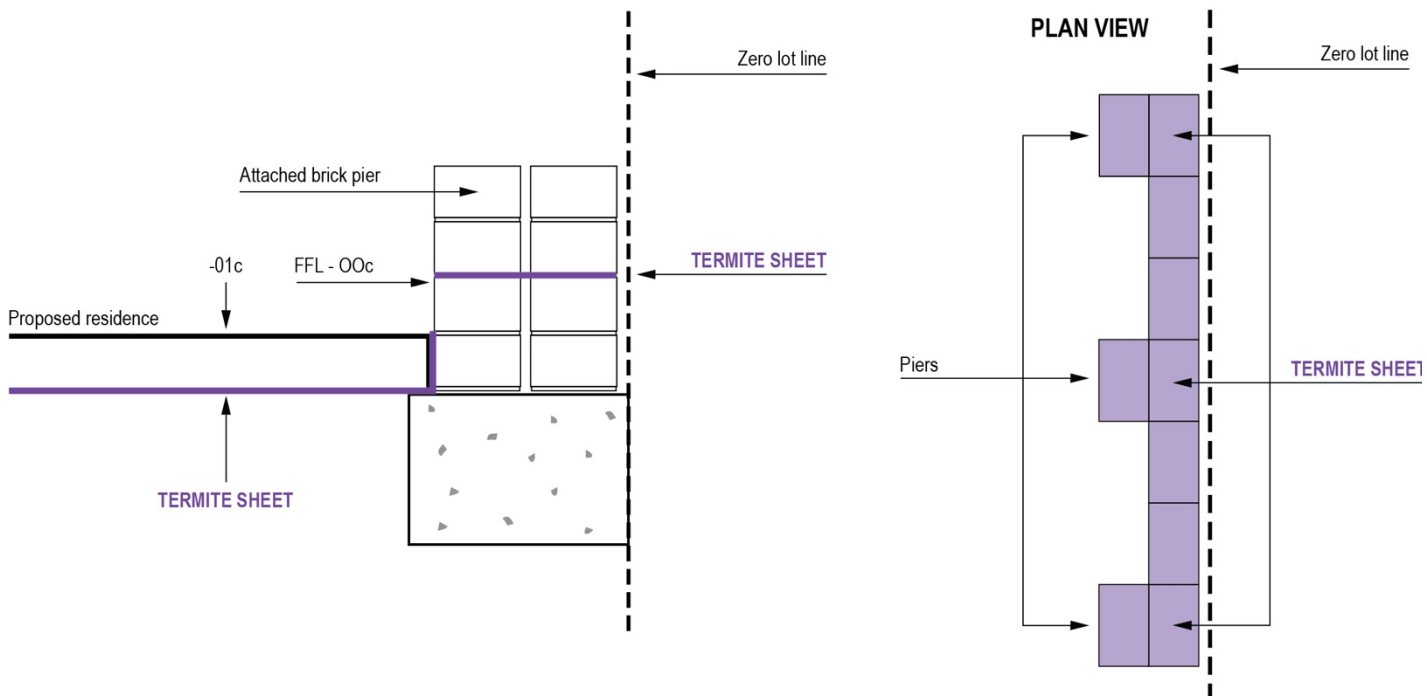 Zero lot line
Attached brick pier
TERMITE SHEET
-01c
FFL - OOc
Proposed residence
TERMITE SHEET
PLAN VIEW
Zero lot line
Piers
TERMITE SHEET